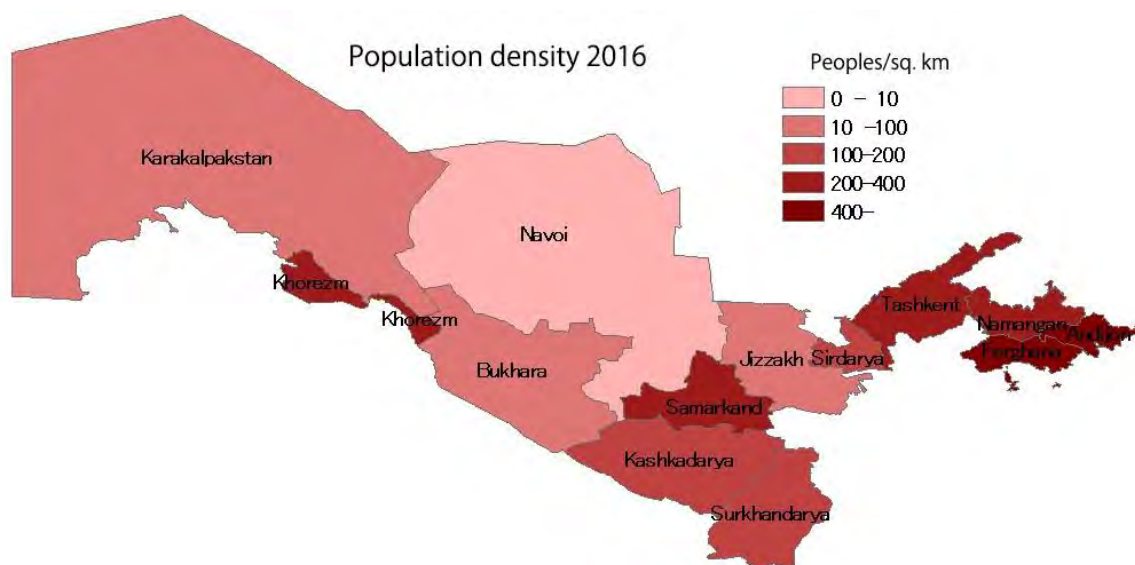 Population density 2016
Peoples/sq. km
0 - 10
10 -100
100-200
200-400
400-
Karakalpakstan
Navoi
Khorezm
Khorezm
Tashkent
Namangan
Andijan
Ferghana
Bukhara
Jizzakh
Sirdarya
Samarkand
Kashkadarya
Surkhandarya